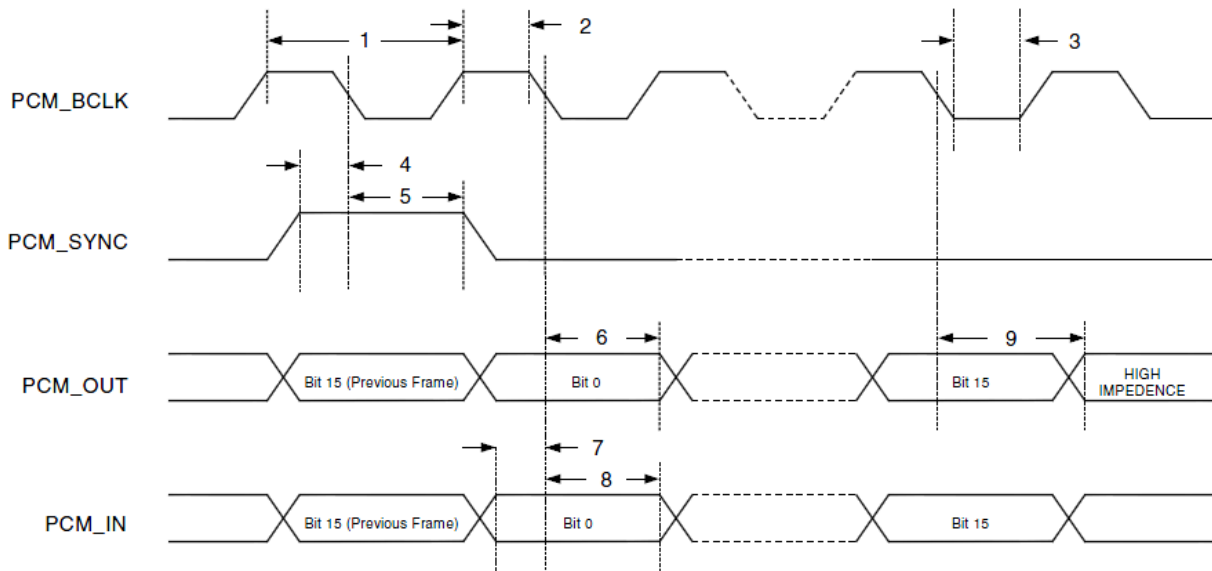 1
2
3
PCM_BCLK
4
5
PCM_SYNC
6
9
PCM_OUT
Bit 15 (Previous Frame)
Bit 0
Bit 15
HIGH
IMPEDENCE
7
8
PCM_IN
Bit 15 (Previous Frame)
Bit 0
Bit 15